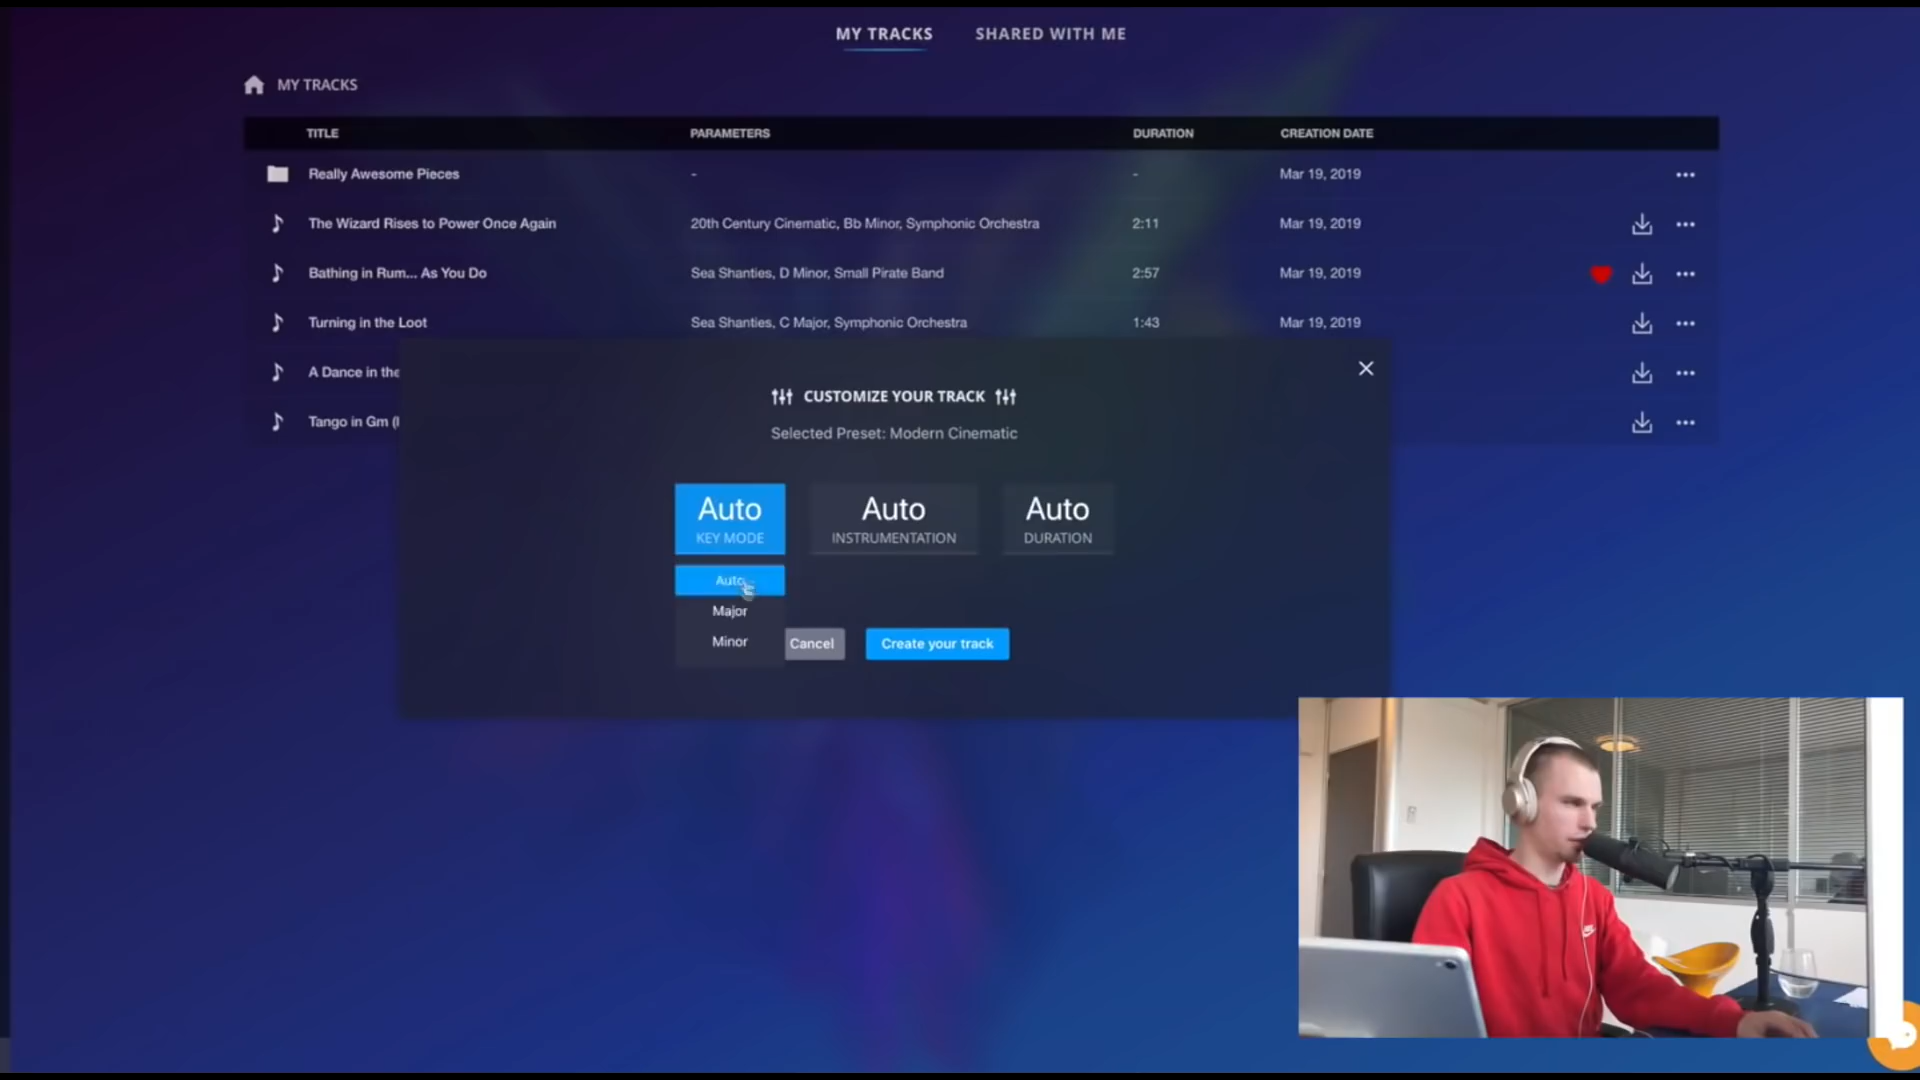 MY TRACKS SHARED WITH ME
MY TRACKS
TITLE PARAMETERS DURATION CREATION DATE
Really Awesome Pieces - - Mar 19, 2019
The Wizard Rises to Power Once Again 20th Century Cinematic, Bb Minor, Symphonic Orchestra 2:11 Mar 19, 2019
Bathing in Rum... As You Do Sea Shanties, D Minor, Small Pirate Band 2:57 Mar 19, 2019
Turning in the Loot Sea Shanties, C Major, Symphonic Orchestra 1:43 Mar 19, 2019
A Dance in the
Tango in Gm (
CUSTOMIZE YOUR TRACK
Selected Preset: Modern Cinematic
Auto Auto Auto
KEY MODE INSTRUMENTATION DURATION
Auto
Major
Minor
Cancel Create your track